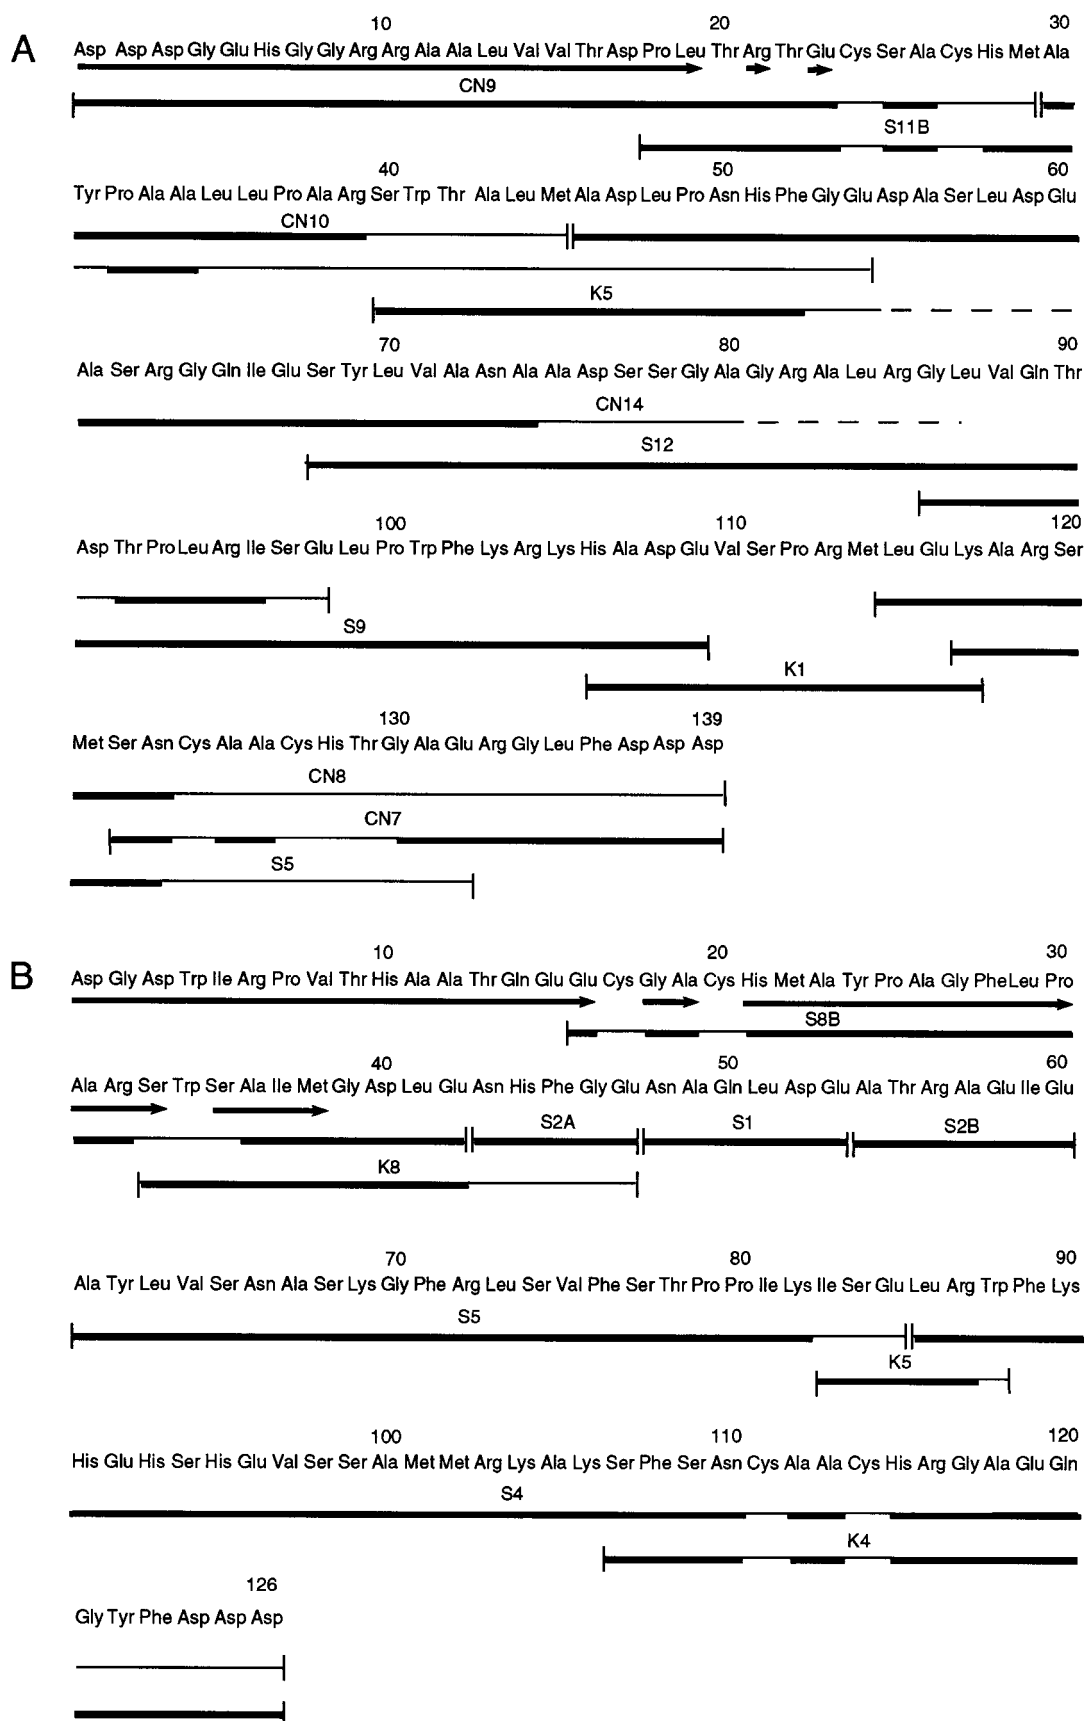 A
10 20 30
Asp Asp Asp Gly Glu His Gly Gly Arg Arg Ala Ala Leu Val Val Thr Asp Pro Leu Thr Arg Thr Glu Cys Ser Ala Cys His Met Ala
CN9
S11B
40 50 60
Tyr Pro Ala Ala Leu Leu Pro Ala Arg Ser Trp Thr Ala Leu Met Ala Asp Leu Pro Asn His Phe Gly Glu Asp Ala Ser Leu Asp Glu
CN10
K5
70 80 90
Ala Ser Arg Gly Gln Ile Glu Ser Tyr Leu Val Ala Asn Ala Ala Asp Ser Ser Gly Ala Gly Arg Ala Leu Arg Gly Leu Val Gln Thr
CN14
S12
100 110 120
Asp Thr Pro Leu Arg Ile Ser Glu Leu Pro Trp Phe Lys Arg Lys His Ala Asp Glu Val Ser Pro Arg Met Leu Glu Lys Ala Arg Ser
S9
K1
130 139
Met Ser Asn Cys Ala Ala Cys His Thr Gly Ala Glu Arg Gly Leu Phe Asp Asp Asp
CN8
CN7
S5
B
10 20 30
Asp Gly Asp Trp Ile Arg Pro Val Thr His Ala Ala Thr Gln Glu Glu Cys Gly Ala Cys His Met Ala Tyr Pro Ala Gly Phe Leu Pro
S8B
40 50 60
Ala Arg Ser Trp Ser Ala Ile Met Gly Asp Leu Glu Asn His Phe Gly Glu Asn Ala Gln Leu Asp Glu Ala Thr Arg Ala Glu Ile Glu
S2A S1 S2B
K8
70 80 90
Ala Tyr Leu Val Ser Asn Ala Ser Lys Gly Phe Arg Leu Ser Val Phe Ser Thr Pro Pro Ile Lys Ile Ser Glu Leu Arg Trp Phe Lys
S5
K5
100 110 120
His Glu His Ser His Glu Val Ser Ser Ala Met Met Arg Lys Ala Lys Ser Phe Ser Asn Cys Ala Ala Cys His Arg Gly Ala Glu Gln
S4
K4
126
Gly Tyr Phe Asp Asp Asp